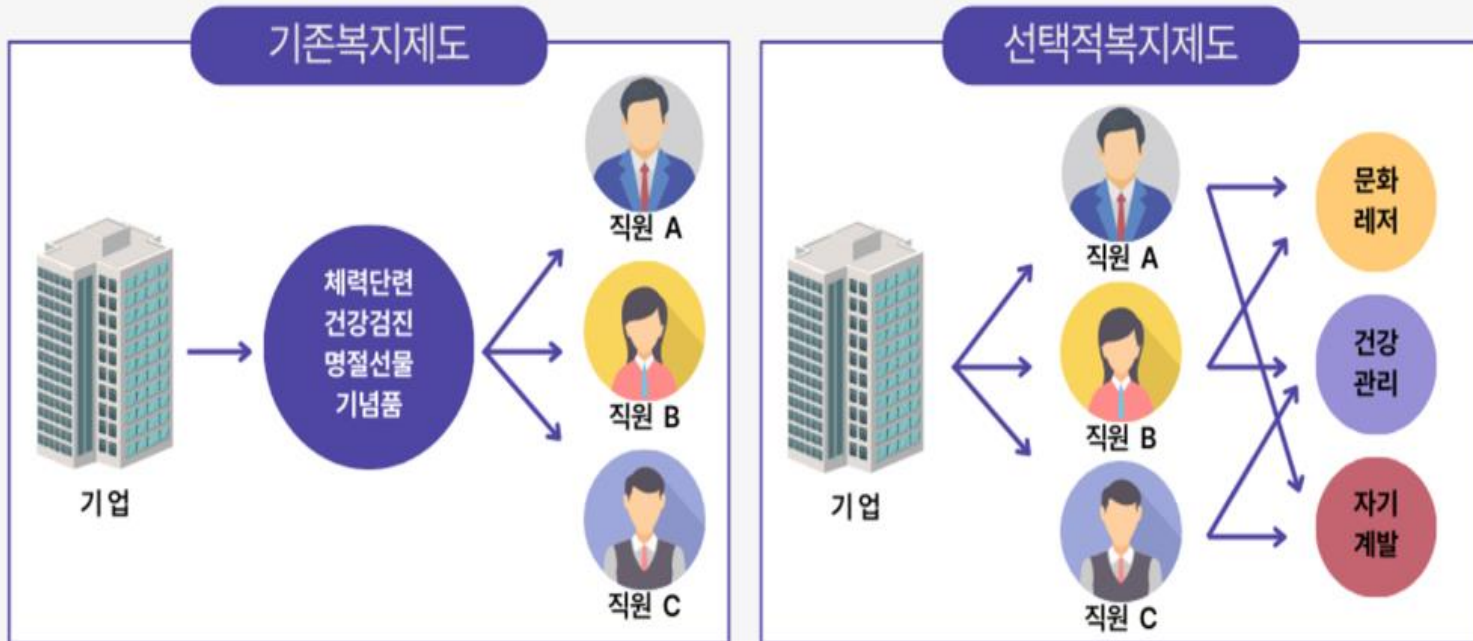 기존복지제도
기업
체력단련
건강검진
명절선물
기념품
직원 A
직원 B
직원 C
선택적복지제도
기업
직원 A
직원 B
직원 C
문화
레저
건강
관리
자기
계발